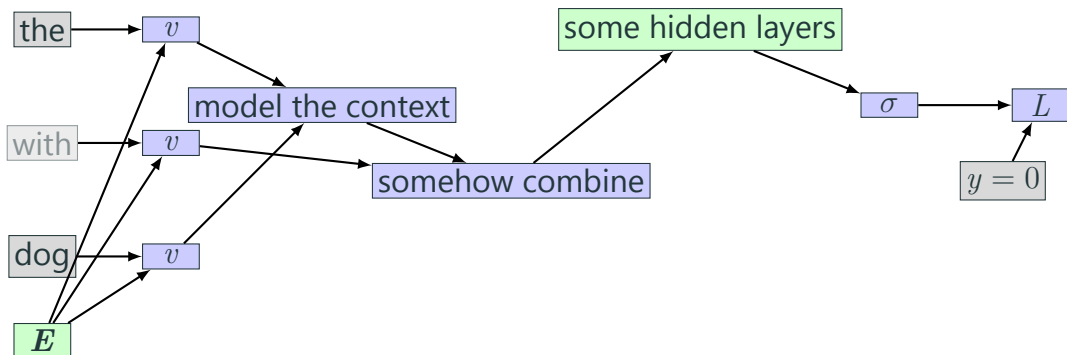 the
v
some hidden layers
model the context
σ
L
with
v
somehow combine
y = 0
dog
v
E